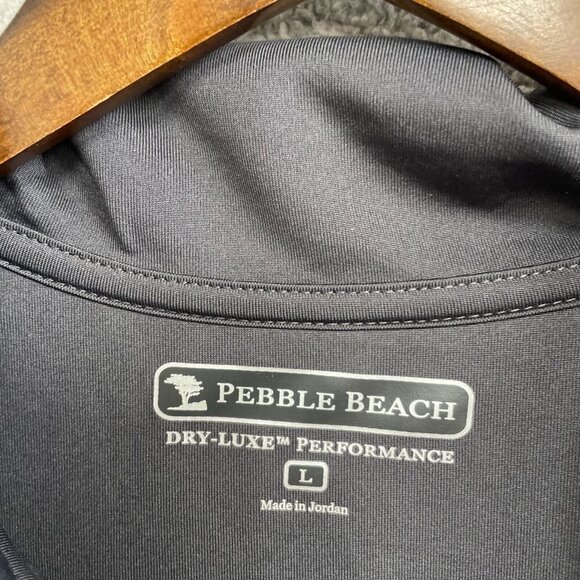 PEBBLE BEACH
DRY-LUXE™ PERFORMANCE
L
Made in Jordan